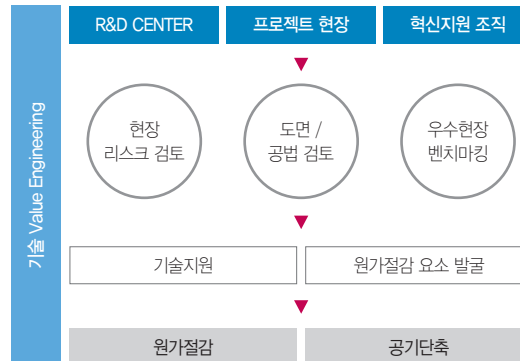 기술 Value Engineering
R&D CENTER
프로젝트 현장
혁신지원 조직
현장
리스크 검토
도면 /
공법 검토
우수현장
벤치마킹
기술지원
원가절감 요소 발굴
원가절감
공기단축